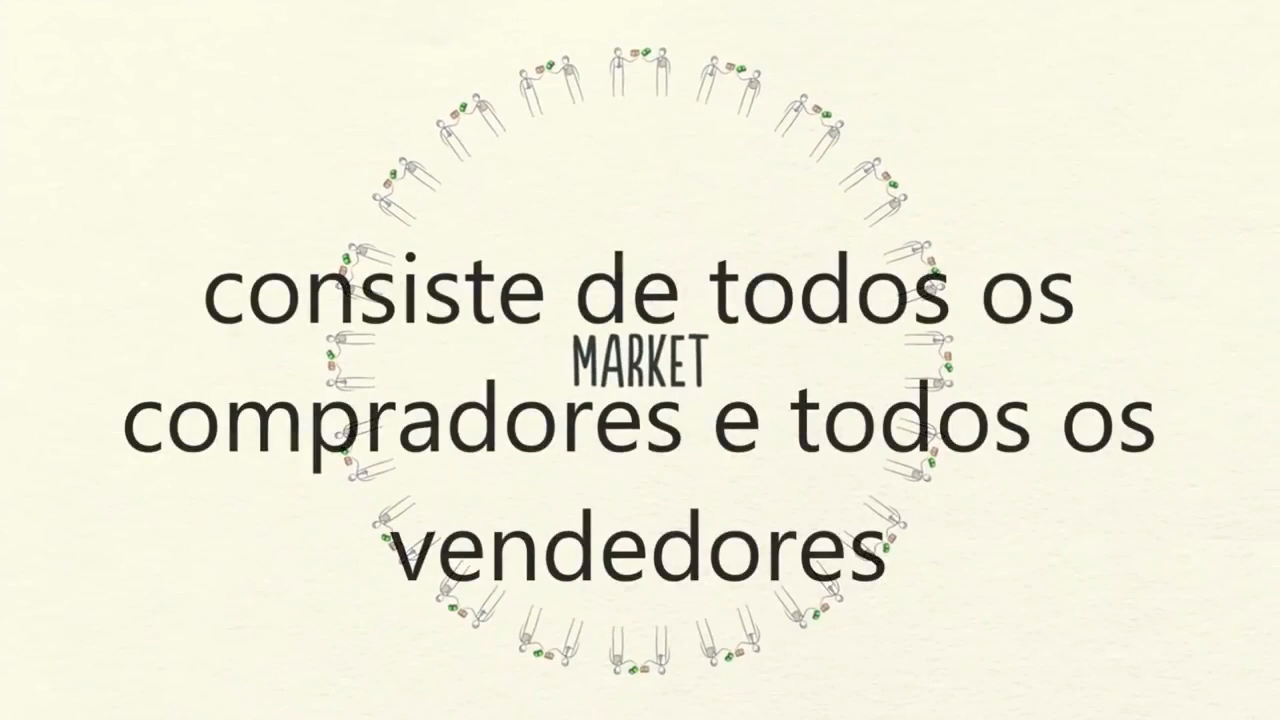 consiste de todos os
MARKET
compradores e todos os
vendedores